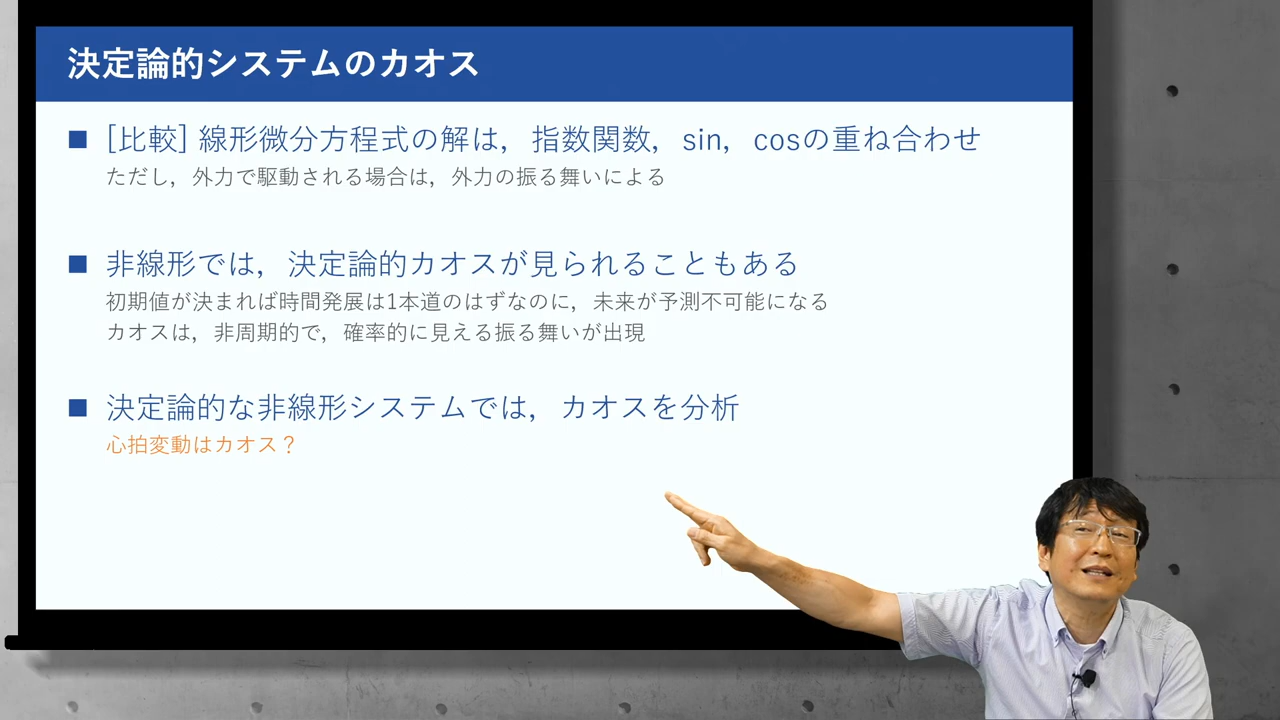 決定論的システムのカオス
■ [比較] 線形微分方程式の解は，指数関数，sin，cosの重ね合わせ
ただし，外力で駆動される場合は，外力の振る舞いによる
■ 非線形では，決定論的カオスが見られることもある
初期値が決まれば時間発展は1本道のはずなのに，未来が予測不可能になる
カオスは，非周期的で，確率的に見える振る舞いが出現
■ 決定論的な非線形システムでは，カオスを分析
心拍変動はカオス？